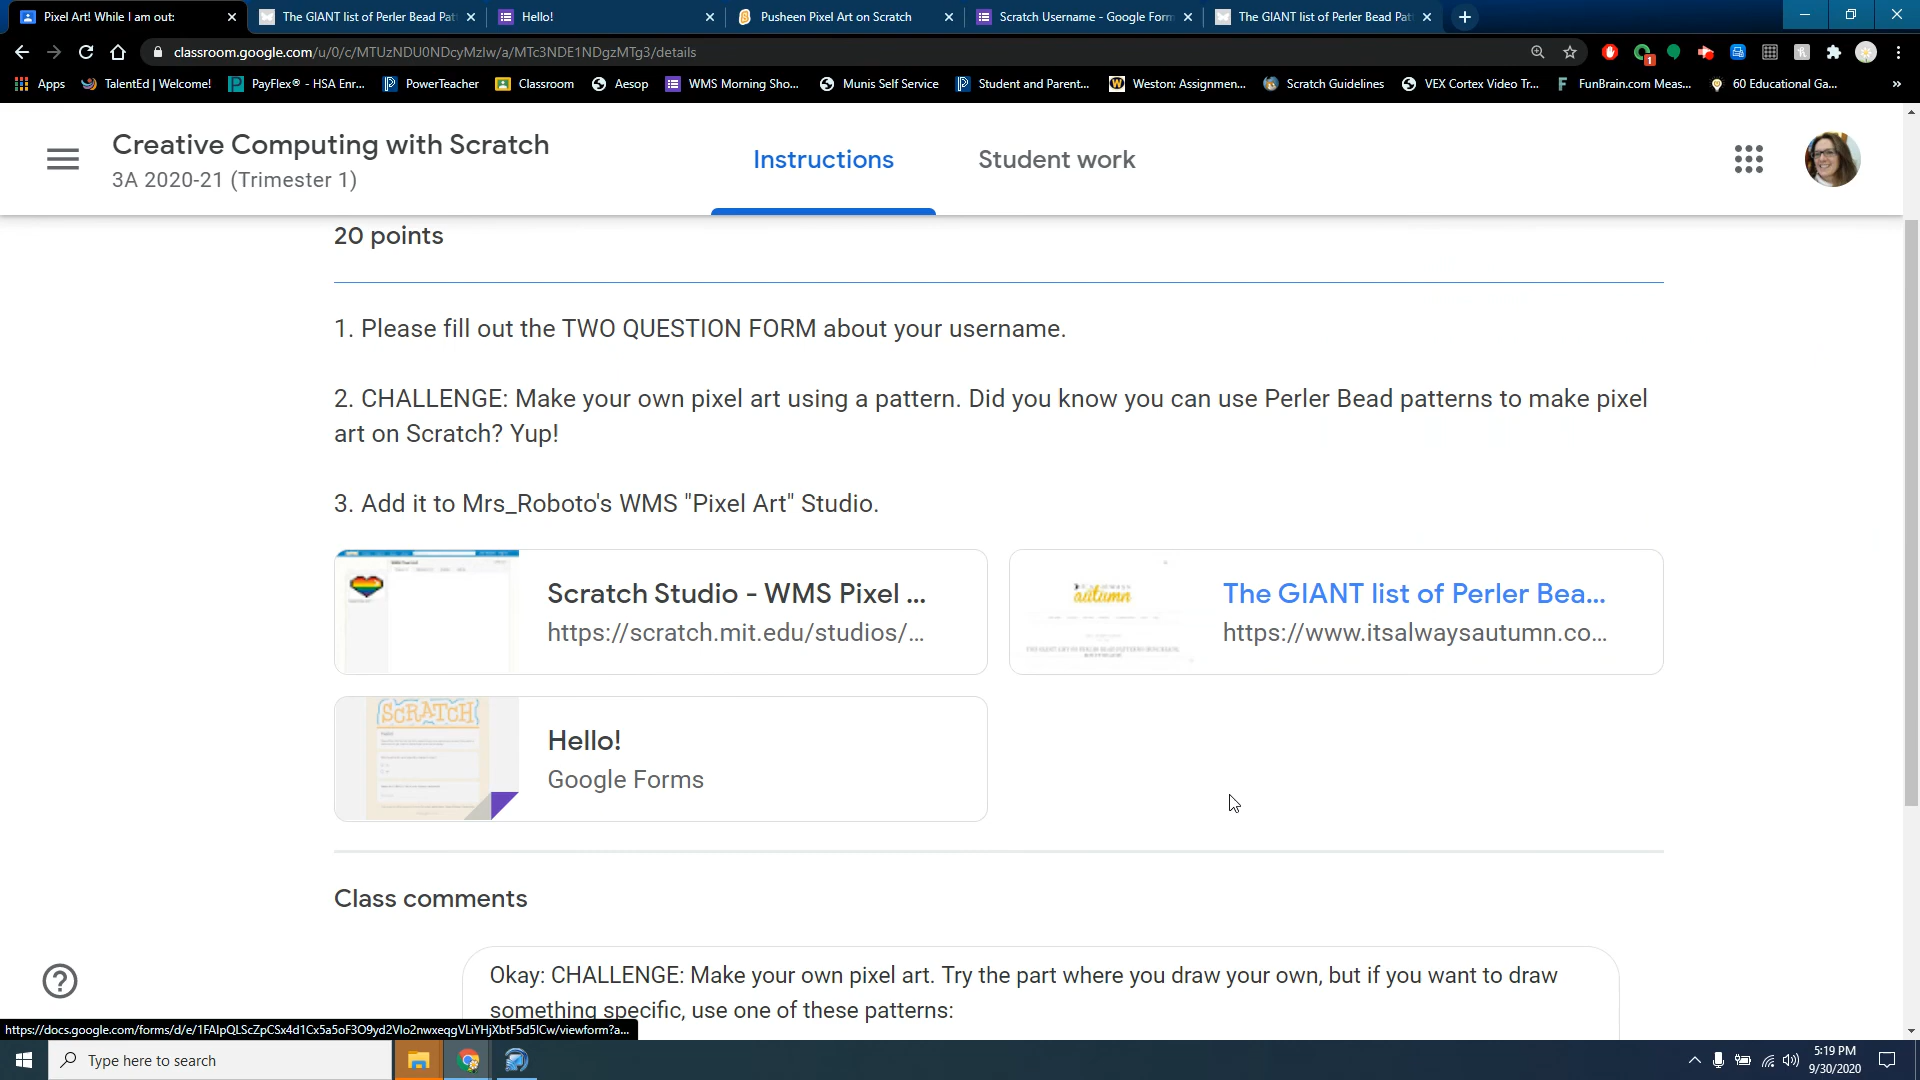 Pixel Art! While I am out:
The GIANT list of Perler Bead Pat
Hello!
Pusheen Pixel Art on Scratch
Scratch Username - Google Form
The GIANT list of Perler Bead Pat
classroom.google.com/u/0/c/MTUzNDU0NDcyMzIw/a/MTc3NDE1NDgzMTg3/details
Apps
TalentEd | Welcome!
PayFlex® - HSA Enr...
PowerTeacher
Classroom
Aesop
WMS Morning Sho...
Munis Self Service
Student and Parent...
Weston: Assignmen...
Scratch Guidelines
VEX Cortex Video Tr...
FunBrain.com Meas...
60 Educational Ga...
Creative Computing with Scratch
3A 2020-21 (Trimester 1)
Instructions
Student work
20 points
1. Please fill out the TWO QUESTION FORM about your username.
2. CHALLENGE: Make your own pixel art using a pattern. Did you know you can use Perler Bead patterns to make pixel
art on Scratch? Yup!
3. Add it to Mrs_Roboto's WMS "Pixel Art" Studio.
Scratch Studio - WMS Pixel ...
https://scratch.mit.edu/studios/...
autumn
The GIANT list of Perler Bea...
https://www.itsalwaysautumn.co...
SCRATCH
Hello!
Google Forms
Class comments
Okay: CHALLENGE: Make your own pixel art. Try the part where you draw your own, but if you want to draw
something specific, use one of these patterns:
https://docs.google.com/forms/d/e/1FAIpQLScZpCSx4d1Cx5a5oF3O9yd2Vlo2nwxeqgVLiYHjXbtF5d5lCw/viewform?a...
Type here to search
5:19 PM
9/30/2020